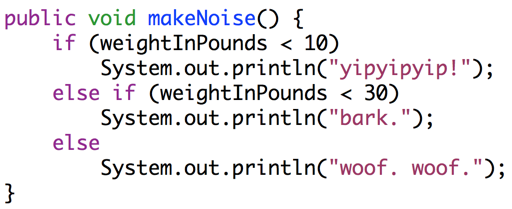 public void makeNoise() {
    if (weightInPounds < 10)
        System.out.println("yipyipyip!");
    else if (weightInPounds < 30)
        System.out.println("bark.");
    else
        System.out.println("woof. woof.");
}